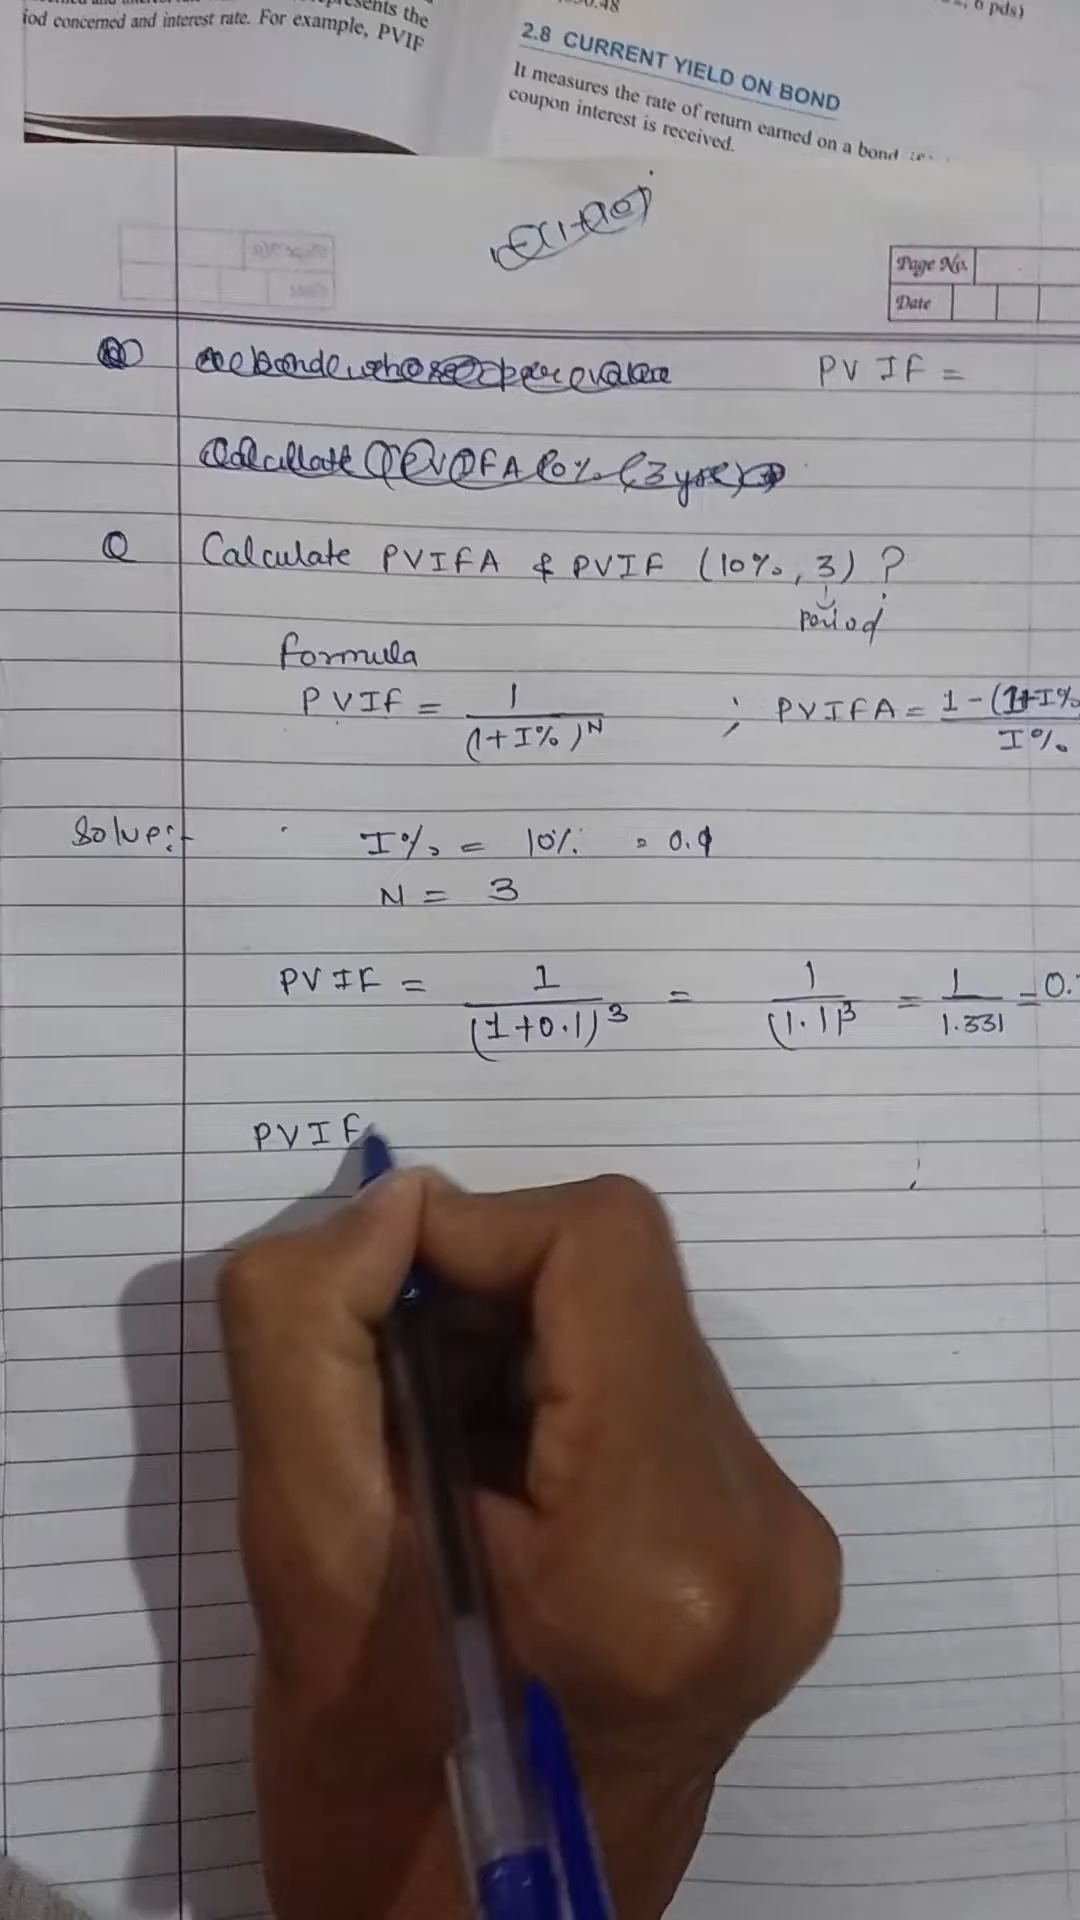 iod concerned and interest rate. For example, PVIF
2.8 CURRENT YIELD ON BOND
It measures the rate of return earned on a bond
coupon interest is received.
Page No.
Date
PVIF =
Q Calculate PVIFA & PVIF (10%, 3) ?
period
formula
PVIF = 1 / (1+I%)^N ; PVIFA = 1 - (1+I% / I%
Solve:-
I% = 10% = 0.1
N = 3
PVIF = 1 / (1+0.1)^3 = 1 / (1.1)^3 = 1 / 1.331 = 0.
PVIF